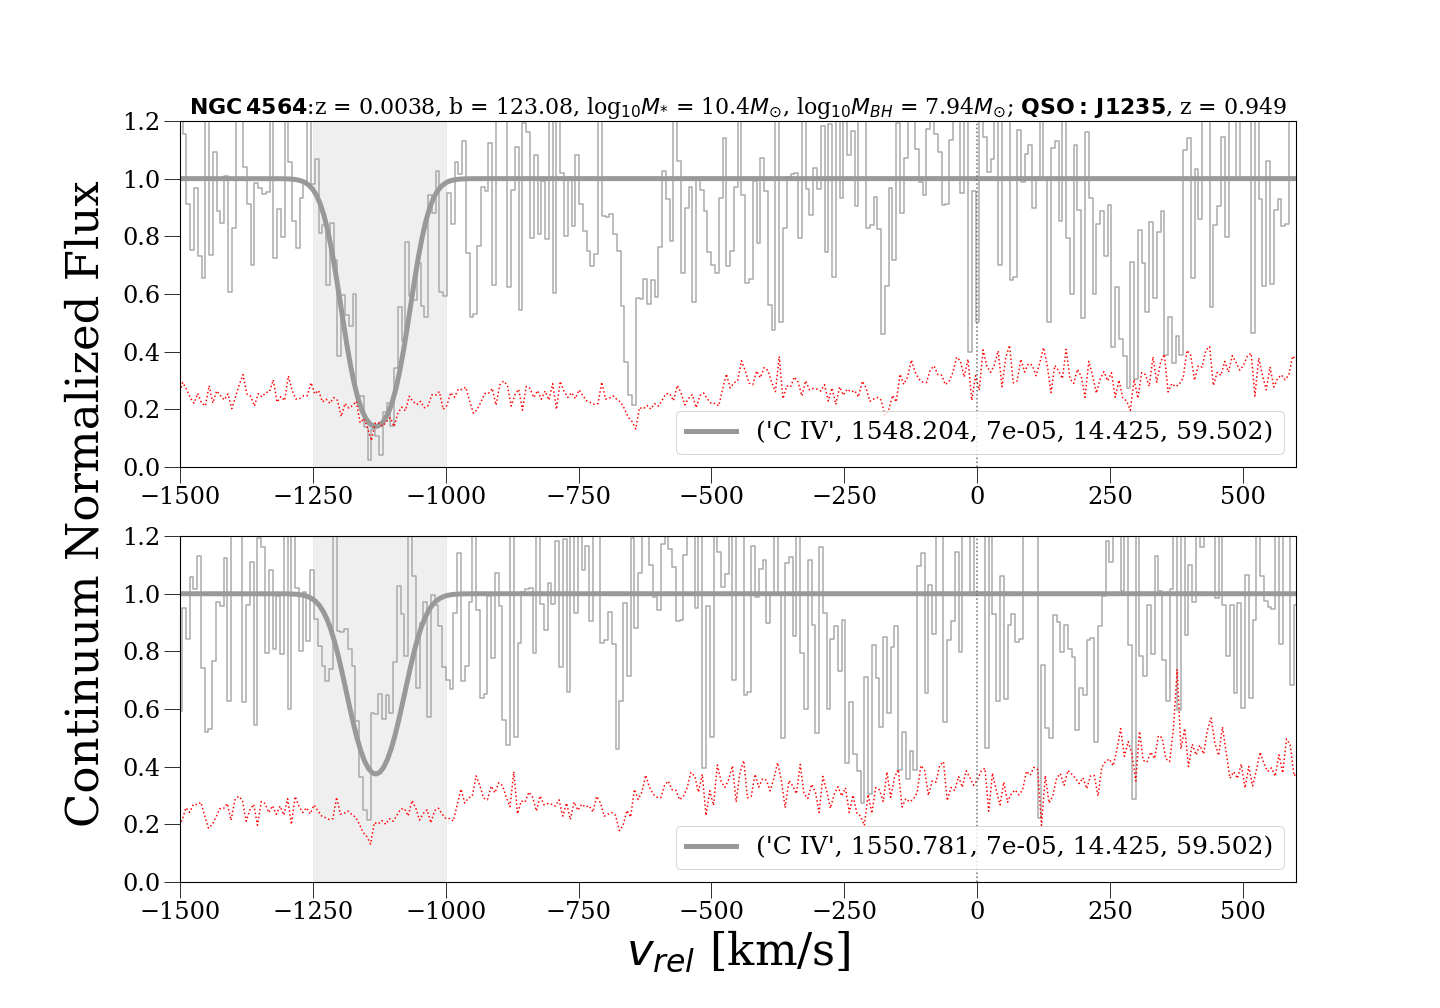 NGC 4564:z = 0.0038, b = 123.08, log₁₀M* = 10.4M⊙, log₁₀M_BH = 7.94M⊙; QSO : J1235, z = 0.949
Continuum Normalized Flux
1.2
1.0
0.8
0.6
0.4
0.2
0.0
('C IV', 1548.204, 7e-05, 14.425, 59.502)
−1500 −1250 −1000 −750 −500 −250 0 250 500
1.2
1.0
0.8
0.6
0.4
0.2
0.0
('C IV', 1550.781, 7e-05, 14.425, 59.502)
−1500 −1250 −1000 −750 −500 −250 0 250 500
v_rel [km/s]